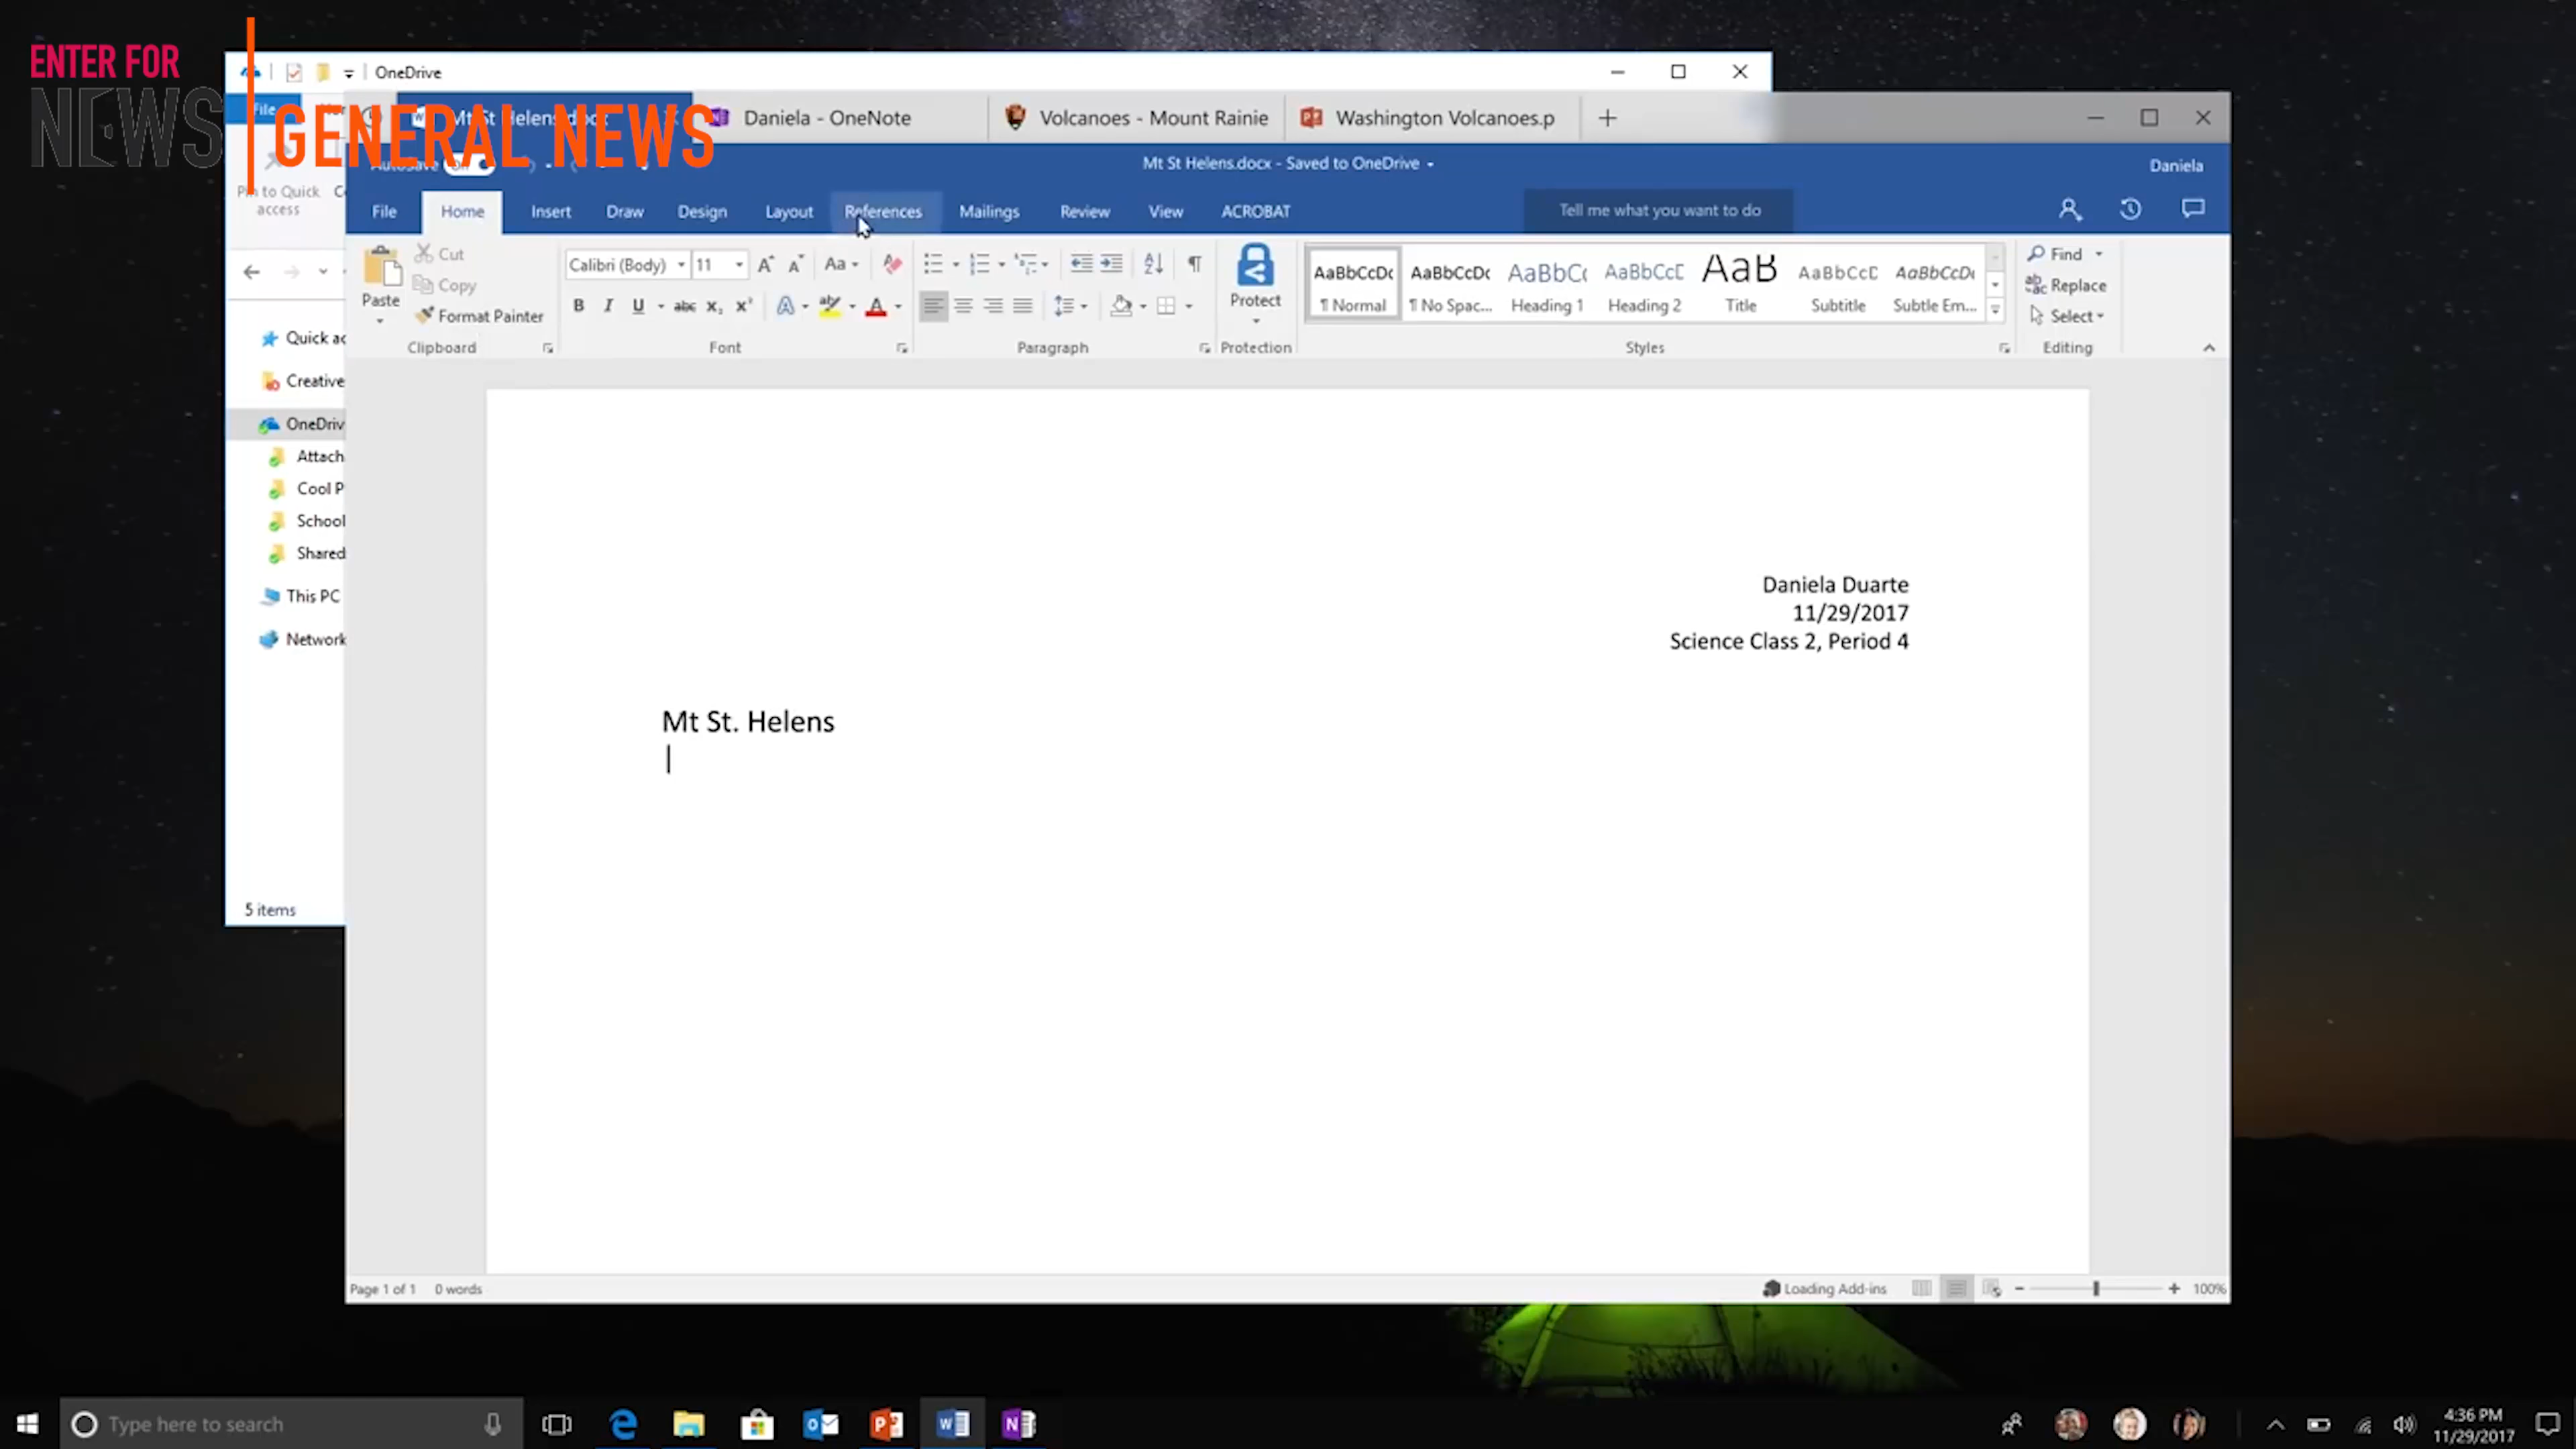 ENTER FOR
NEWS
GENERAL NEWS
OneDrive
File
Mt St Helens.docx
Daniela - OneNote
Volcanoes - Mount Rainie
Washington Volcanoes.p
AutoSave
Mt St Helens.docx - Saved to OneDrive
Daniela
Pin to Quick
access
File
Home
Insert
Draw
Design
Layout
References
Mailings
Review
View
ACROBAT
Tell me what you want to do
Paste
Cut
Copy
Format Painter
Clipboard
Calibri (Body)
11
Font
Paragraph
Protect
Protection
AaBbCcDc
¶ Normal
AaBbCcDc
¶ No Spac...
AaBbCc
Heading 1
AaBbCcE
Heading 2
AaB
Title
AaBbCcD
Subtitle
AaBbCcDc
Subtle Em...
Styles
Find
Replace
Select
Editing
Quick ac
Creative
OneDriv
Attach
Cool P
School
Shared
This PC
Network
5 items
Daniela Duarte
11/29/2017
Science Class 2, Period 4
Mt St. Helens
Page 1 of 1
0 words
Loading Add-ins
100%
Type here to search
4:36 PM
11/29/2017